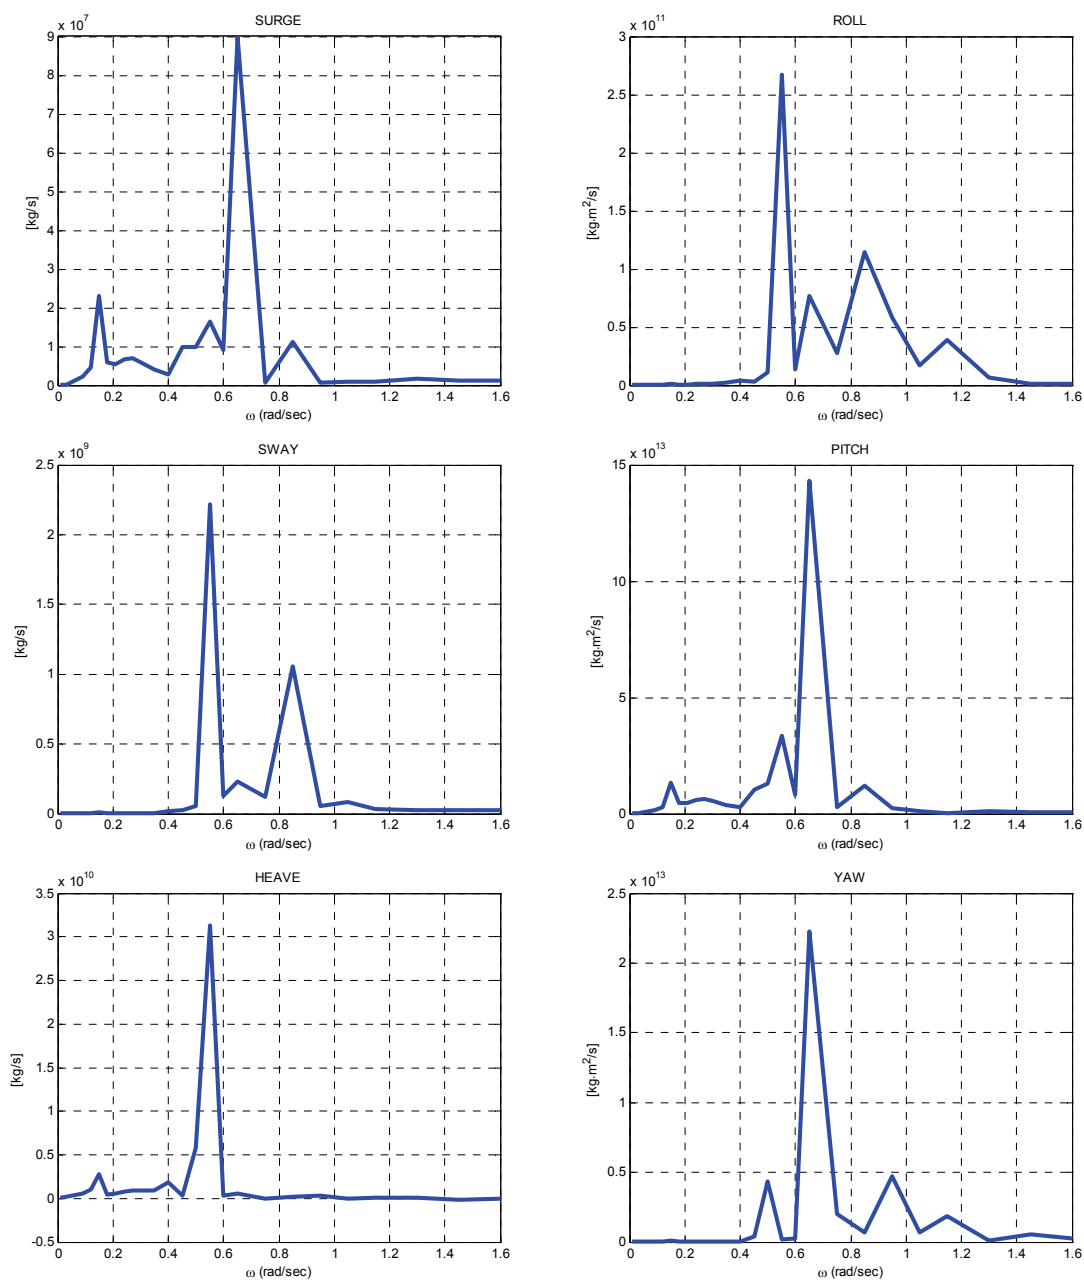 SURGE
x 10^7
9
8
7
6
5
4
3
2
1
0
[kg/s]
0 0.2 0.4 0.6 0.8 1 1.2 1.4 1.6
ω (rad/sec)
ROLL
x 10^11
3
2.5
2
1.5
1
0.5
0
[kg.m²/s]
0 0.2 0.4 0.6 0.8 1 1.2 1.4 1.6
ω (rad/sec)
SWAY
x 10^9
2.5
2
1.5
1
0.5
0
[kg/s]
0 0.2 0.4 0.6 0.8 1 1.2 1.4 1.6
ω (rad/sec)
PITCH
x 10^13
15
10
5
0
[kg.m²/s]
0 0.2 0.4 0.6 0.8 1 1.2 1.4 1.6
ω (rad/sec)
HEAVE
x 10^10
3.5
3
2.5
2
1.5
1
0.5
0
-0.5
[kg/s]
0 0.2 0.4 0.6 0.8 1 1.2 1.4 1.6
ω (rad/sec)
YAW
x 10^13
2.5
2
1.5
1
0.5
0
[kg.m²/s]
0 0.2 0.4 0.6 0.8 1 1.2 1.4 1.6
ω (rad/sec)